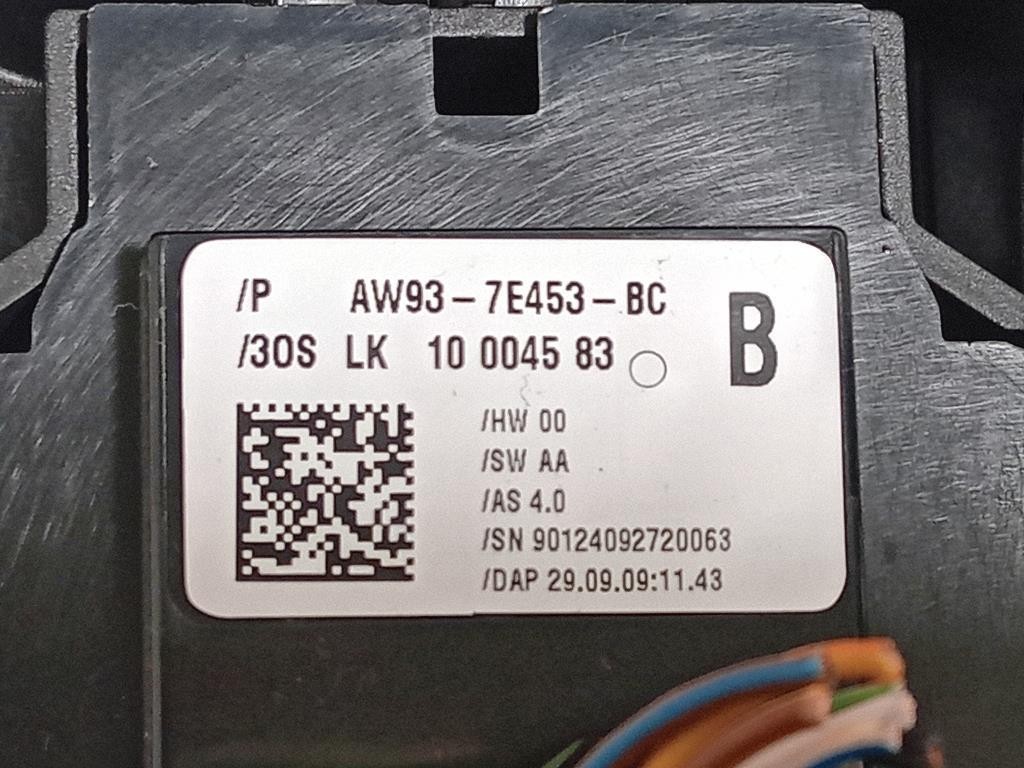 /P AW93-7E453-BC
/30S LK 10 0045 83
B
/HW 00
/SW AA
/AS 4.0
/SN 90124092720063
/DAP 29.09.09:11.43